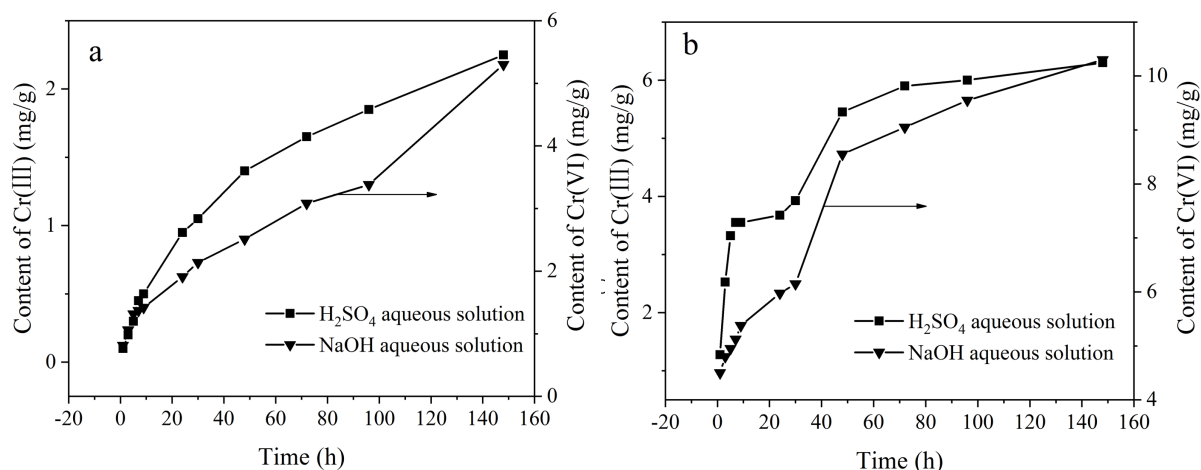 a
Content of Cr(III) (mg/g)
2
1
0
Content of Cr(VI) (mg/g)
6
4
2
0
H₂SO₄ aqueous solution
NaOH aqueous solution
-20 0 20 40 60 80 100 120 140 160
Time (h)
b
Content of Cr(III) (mg/g)
6
4
2
Content of Cr(VI) (mg/g)
10
8
6
4
H₂SO₄ aqueous solution
NaOH aqueous solution
-20 0 20 40 60 80 100 120 140 160
Time (h)